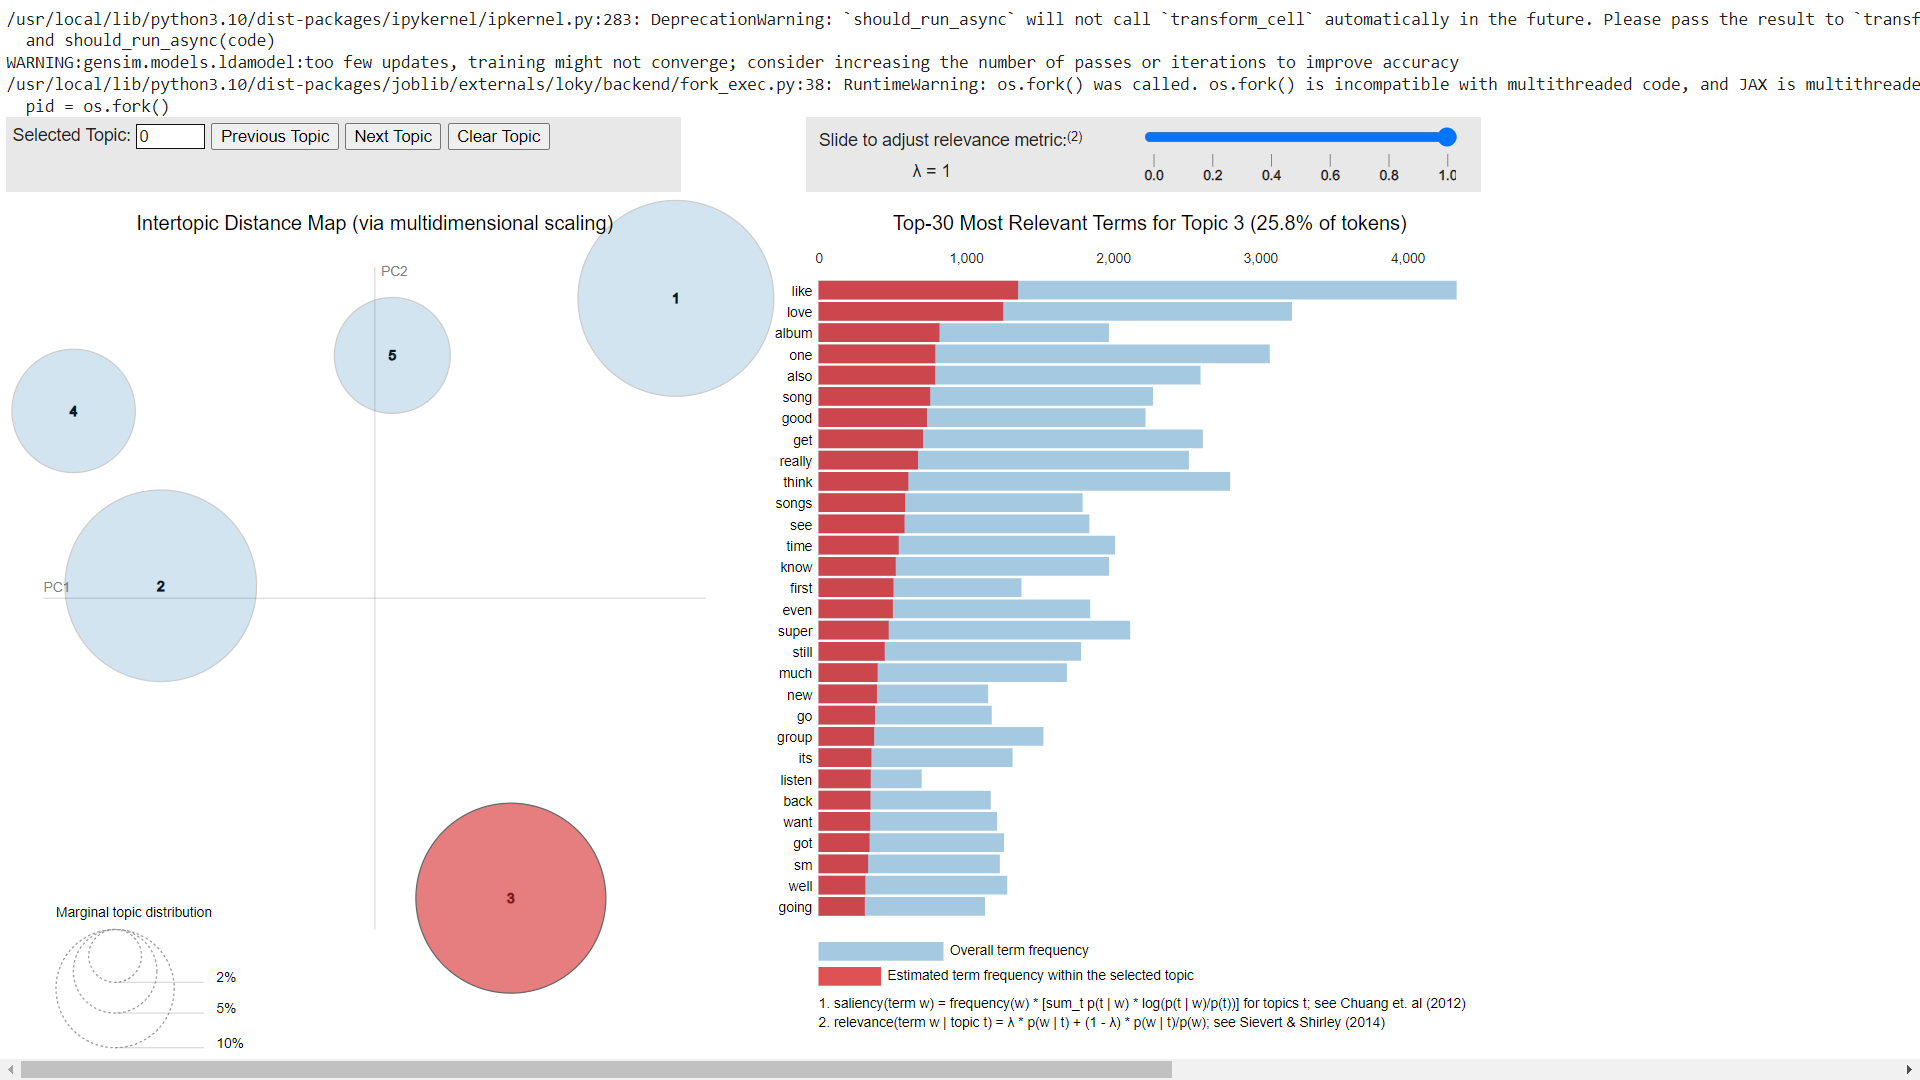 /usr/local/lib/python3.10/dist-packages/ipykernel/ipkernel.py:283: DeprecationWarning: `should_run_async` will not call `transform_cell` automatically in the future. Please pass the result to `transf
and should_run_async(code)
WARNING:gensim.models.ldamodel:too few updates, training might not converge; consider increasing the number of passes or iterations to improve accuracy
/usr/local/lib/python3.10/dist-packages/joblib/externals/loky/backend/fork_exec.py:38: RuntimeWarning: os.fork() was called. os.fork() is incompatible with multithreaded code, and JAX is multithreade
pid = os.fork()
Selected Topic: 0 Previous Topic Next Topic Clear Topic
Slide to adjust relevance metric:(2)
λ = 1
0.0 0.2 0.4 0.6 0.8 1.0
Intertopic Distance Map (via multidimensional scaling)
PC2
1
5
4
PC1
2
3
Marginal topic distribution
2%
5%
10%
Top-30 Most Relevant Terms for Topic 3 (25.8% of tokens)
0 1,000 2,000 3,000 4,000
like
love
album
one
also
song
good
get
really
think
songs
see
time
know
first
even
super
still
much
new
go
group
its
listen
back
want
got
sm
well
going
Overall term frequency
Estimated term frequency within the selected topic
1. saliency(term w) = frequency(w) * [sum_t p(t | w) * log(p(t | w)/p(t))] for topics t; see Chuang et. al (2012)
2. relevance(term w | topic t) = λ * p(w | t) + (1 - λ) * p(w | t)/p(w); see Sievert & Shirley (2014)